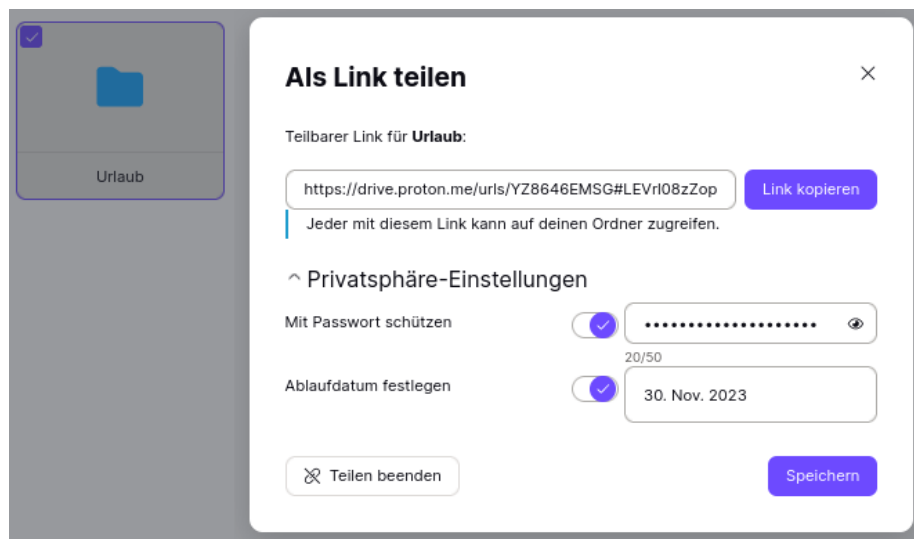 Als Link teilen
Teilbarer Link für Urlaub:
Urlaub
https://drive.proton.me/urls/YZ8646EMSG#LEVrI08zZop
Link kopieren
Jeder mit diesem Link kann auf deinen Ordner zugreifen.
Privatsphäre-Einstellungen
Mit Passwort schützen
••••••••••••••••••••
20/50
Ablaufdatum festlegen
30. Nov. 2023
Teilen beenden
Speichern